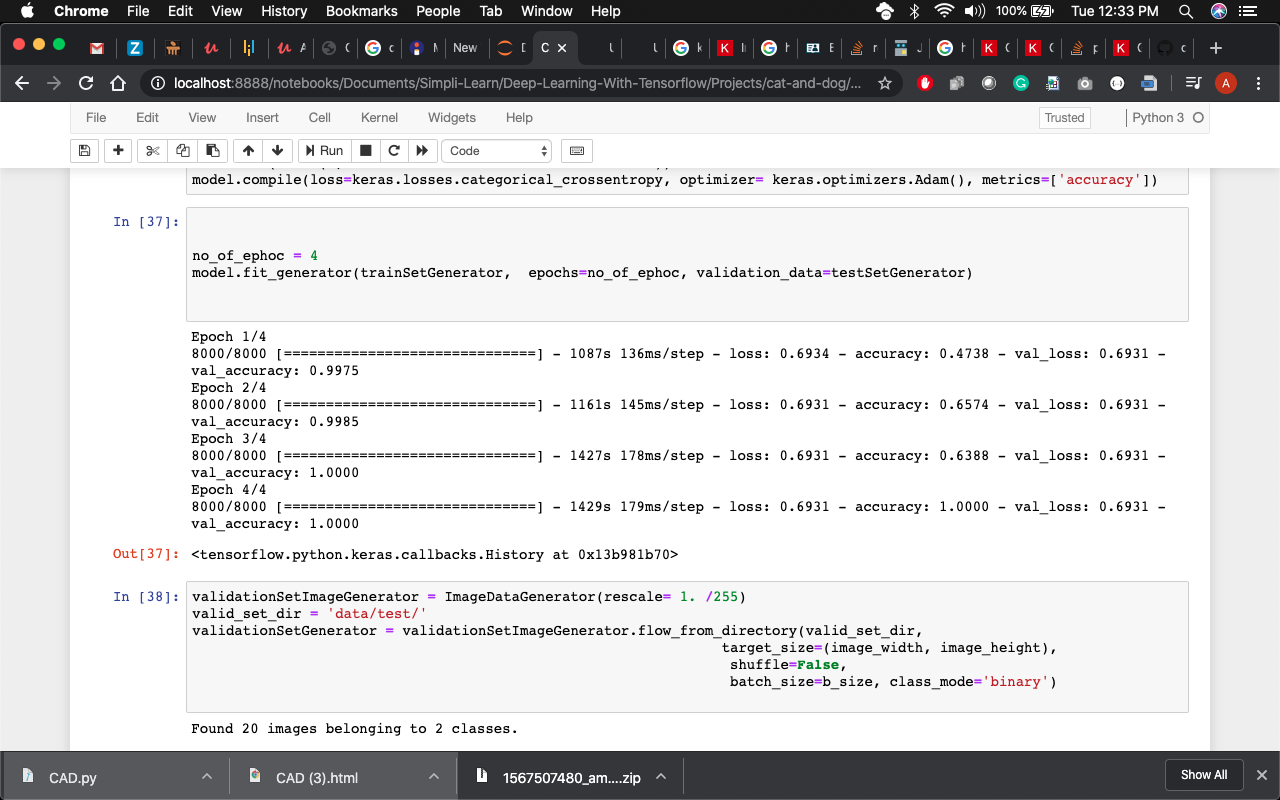 Chrome File Edit View History Bookmarks People Tab Window Help 100% Tue 12:33 PM
New
localhost:8888/notebooks/Documents/Simpli-Learn/Deep-Learning-With-Tensorflow/Projects/cat-and-dog/...
File Edit View Insert Cell Kernel Widgets Help Trusted Python 3
Run Code
model.compile(loss=keras.losses.categorical_crossentropy, optimizer= keras.optimizers.Adam(), metrics=['accuracy'])
In [37]:
no_of_ephoc = 4
model.fit_generator(trainSetGenerator,  epochs=no_of_ephoc, validation_data=testSetGenerator)
Epoch 1/4
8000/8000 [==============================] - 1087s 136ms/step - loss: 0.6934 - accuracy: 0.4738 - val_loss: 0.6931 -
val_accuracy: 0.9975
Epoch 2/4
8000/8000 [==============================] - 1161s 145ms/step - loss: 0.6931 - accuracy: 0.6574 - val_loss: 0.6931 -
val_accuracy: 0.9985
Epoch 3/4
8000/8000 [==============================] - 1427s 178ms/step - loss: 0.6931 - accuracy: 0.6388 - val_loss: 0.6931 -
val_accuracy: 1.0000
Epoch 4/4
8000/8000 [==============================] - 1429s 179ms/step - loss: 0.6931 - accuracy: 1.0000 - val_loss: 0.6931 -
val_accuracy: 1.0000
Out[37]: <tensorflow.python.keras.callbacks.History at 0x13b981b70>
In [38]: validationSetImageGenerator = ImageDataGenerator(rescale= 1. /255)
valid_set_dir = 'data/test/'
validationSetGenerator = validationSetImageGenerator.flow_from_directory(valid_set_dir,
target_size=(image_width, image_height),
shuffle=False,
batch_size=b_size, class_mode='binary')
Found 20 images belonging to 2 classes.
CAD.py CAD (3).html 1567507480_am....zip Show All